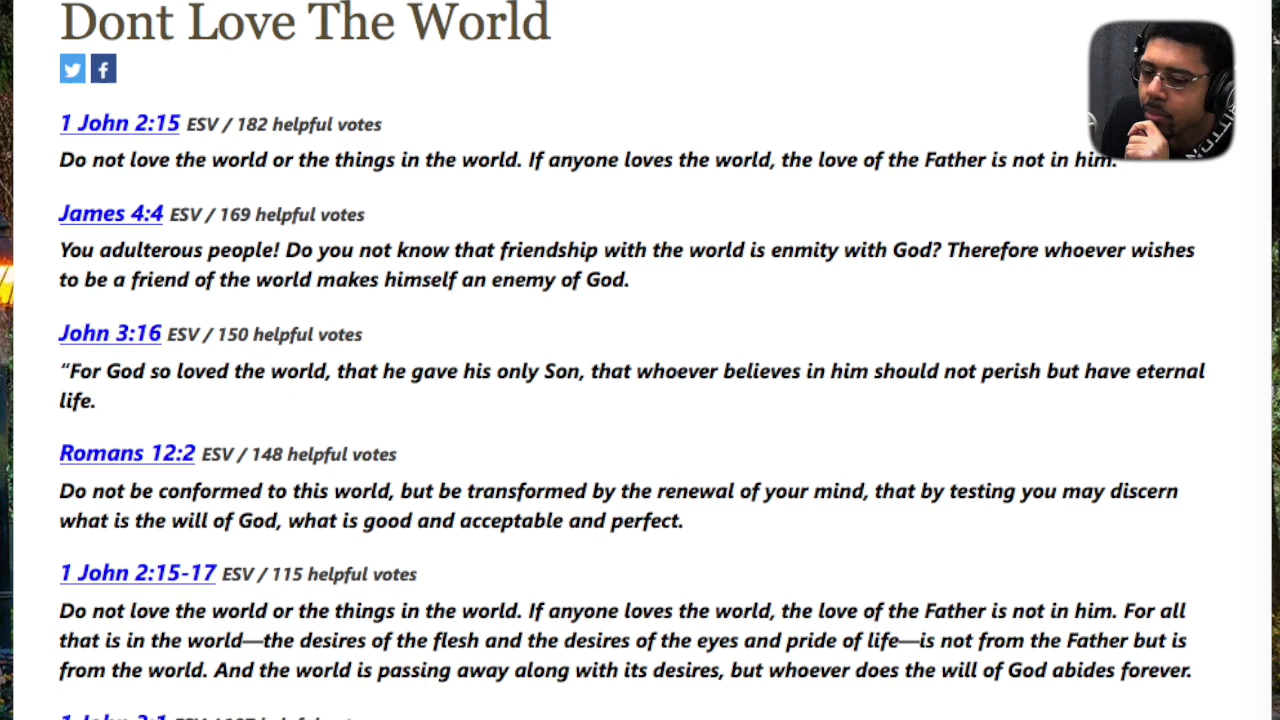 Dont Love The World
1 John 2:15 ESV / 182 helpful votes
Do not love the world or the things in the world. If anyone loves the world, the love of the Father is not in him.
James 4:4 ESV / 169 helpful votes
You adulterous people! Do you not know that friendship with the world is enmity with God? Therefore whoever wishes
to be a friend of the world makes himself an enemy of God.
John 3:16 ESV / 150 helpful votes
“For God so loved the world, that he gave his only Son, that whoever believes in him should not perish but have eternal
life.
Romans 12:2 ESV / 148 helpful votes
Do not be conformed to this world, but be transformed by the renewal of your mind, that by testing you may discern
what is the will of God, what is good and acceptable and perfect.
1 John 2:15-17 ESV / 115 helpful votes
Do not love the world or the things in the world. If anyone loves the world, the love of the Father is not in him. For all
that is in the world—the desires of the flesh and the desires of the eyes and pride of life—is not from the Father but is
from the world. And the world is passing away along with its desires, but whoever does the will of God abides forever.